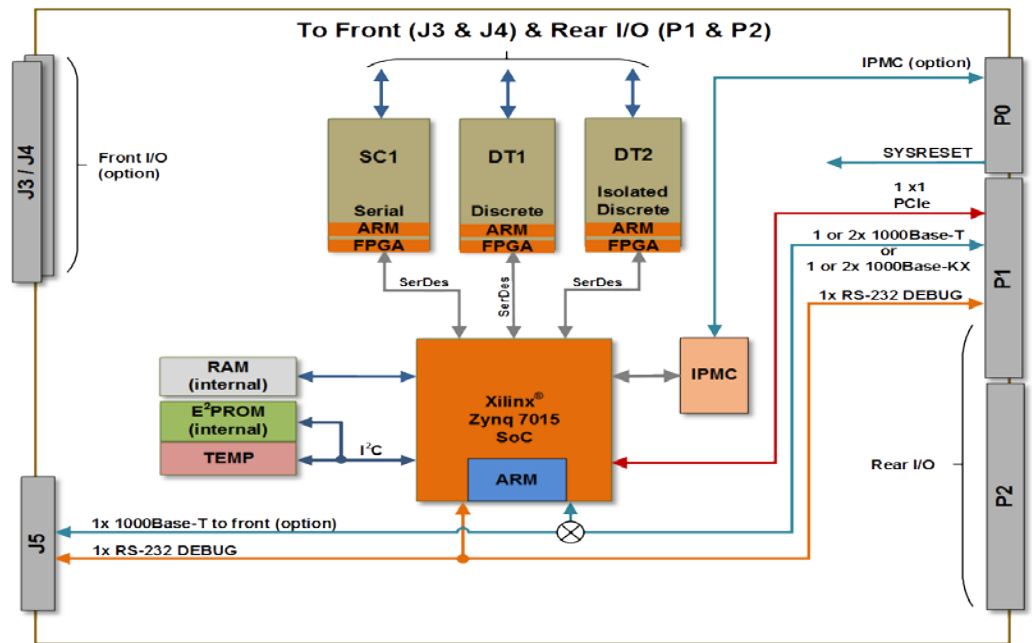 To Front (J3 & J4) & Rear I/O (P1 & P2)
IPMC (option)
P0
J3 / J4
Front I/O
(option)
SC1
Serial
ARM
FPGA
DT1
Discrete
ARM
FPGA
DT2
Isolated
Discrete
ARM
FPGA
SYSRESET
1 x1
PCIe
1 or 2x 1000Base-T
or
1 or 2x 1000Base-KX
1x RS-232 DEBUG
P1
SerDes
SerDes
SerDes
RAM
(internal)
E²PROM
(internal)
TEMP
I²C
Xilinx®
Zynq 7015
SoC
ARM
IPMC
Rear I/O
P2
J5
1x 1000Base-T to front (option)
1x RS-232 DEBUG